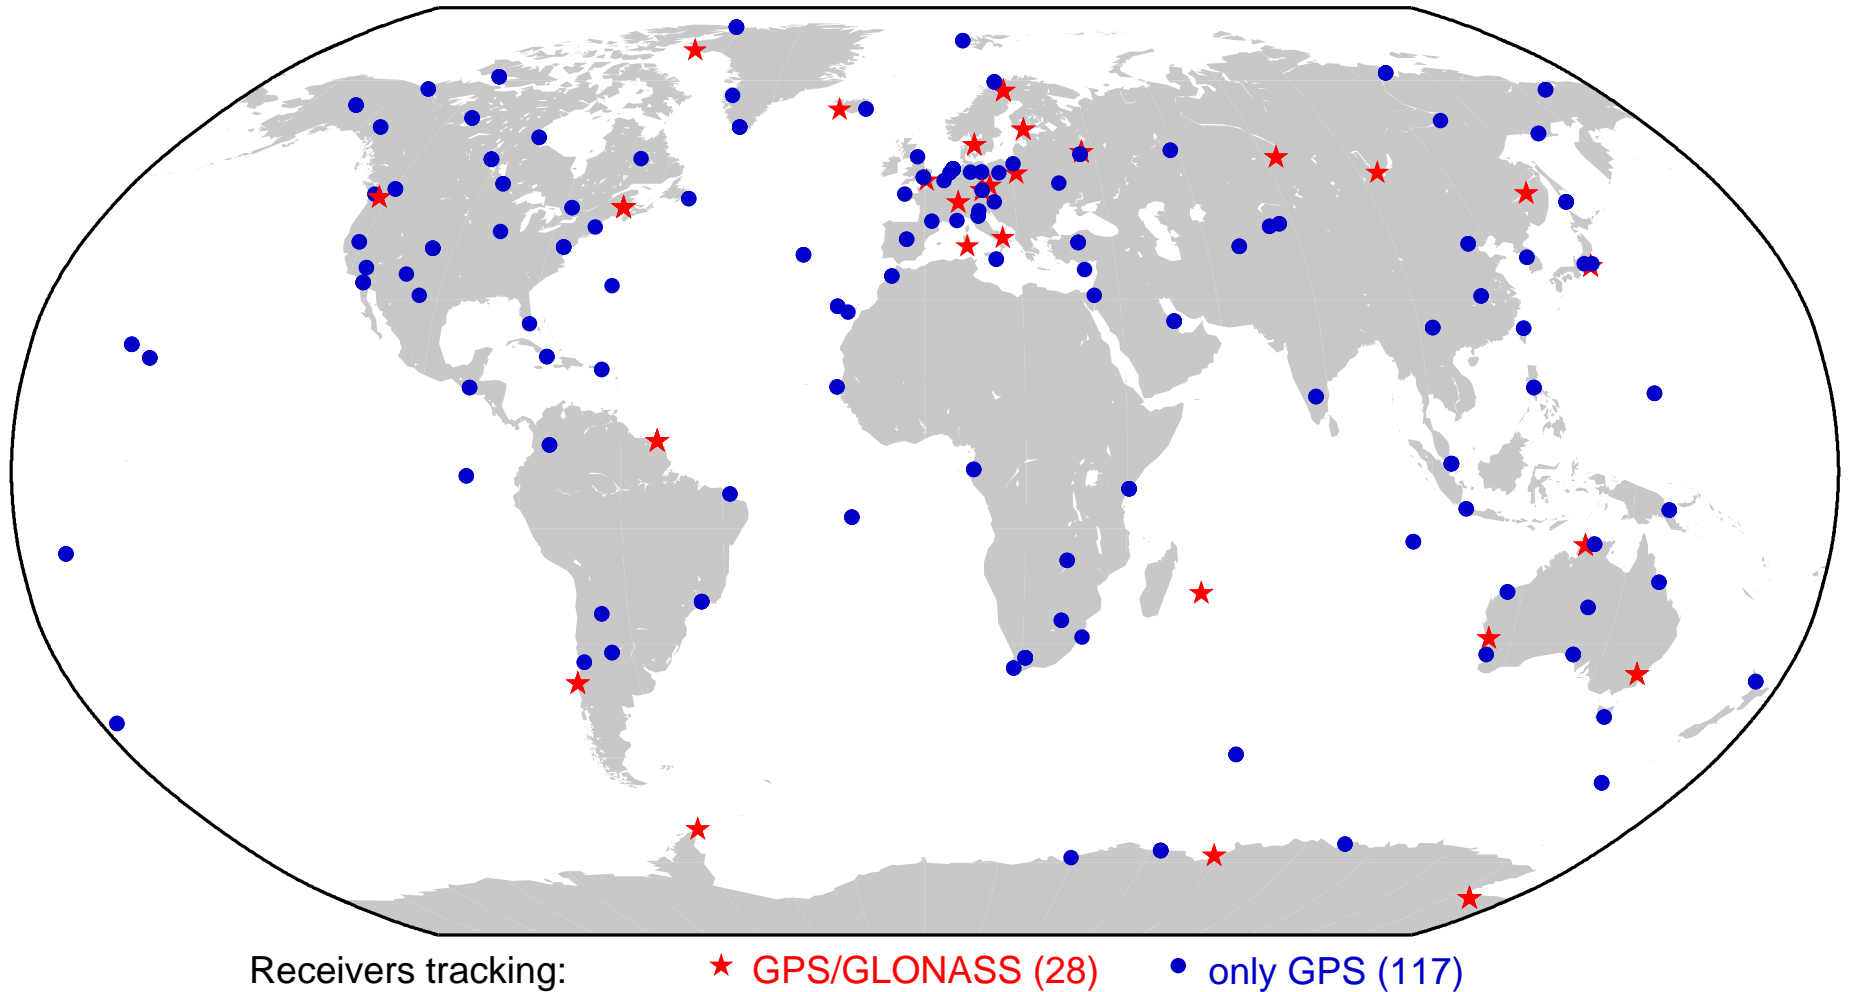 Receivers tracking: ★ GPS/GLONASS (28) ● only GPS (117)